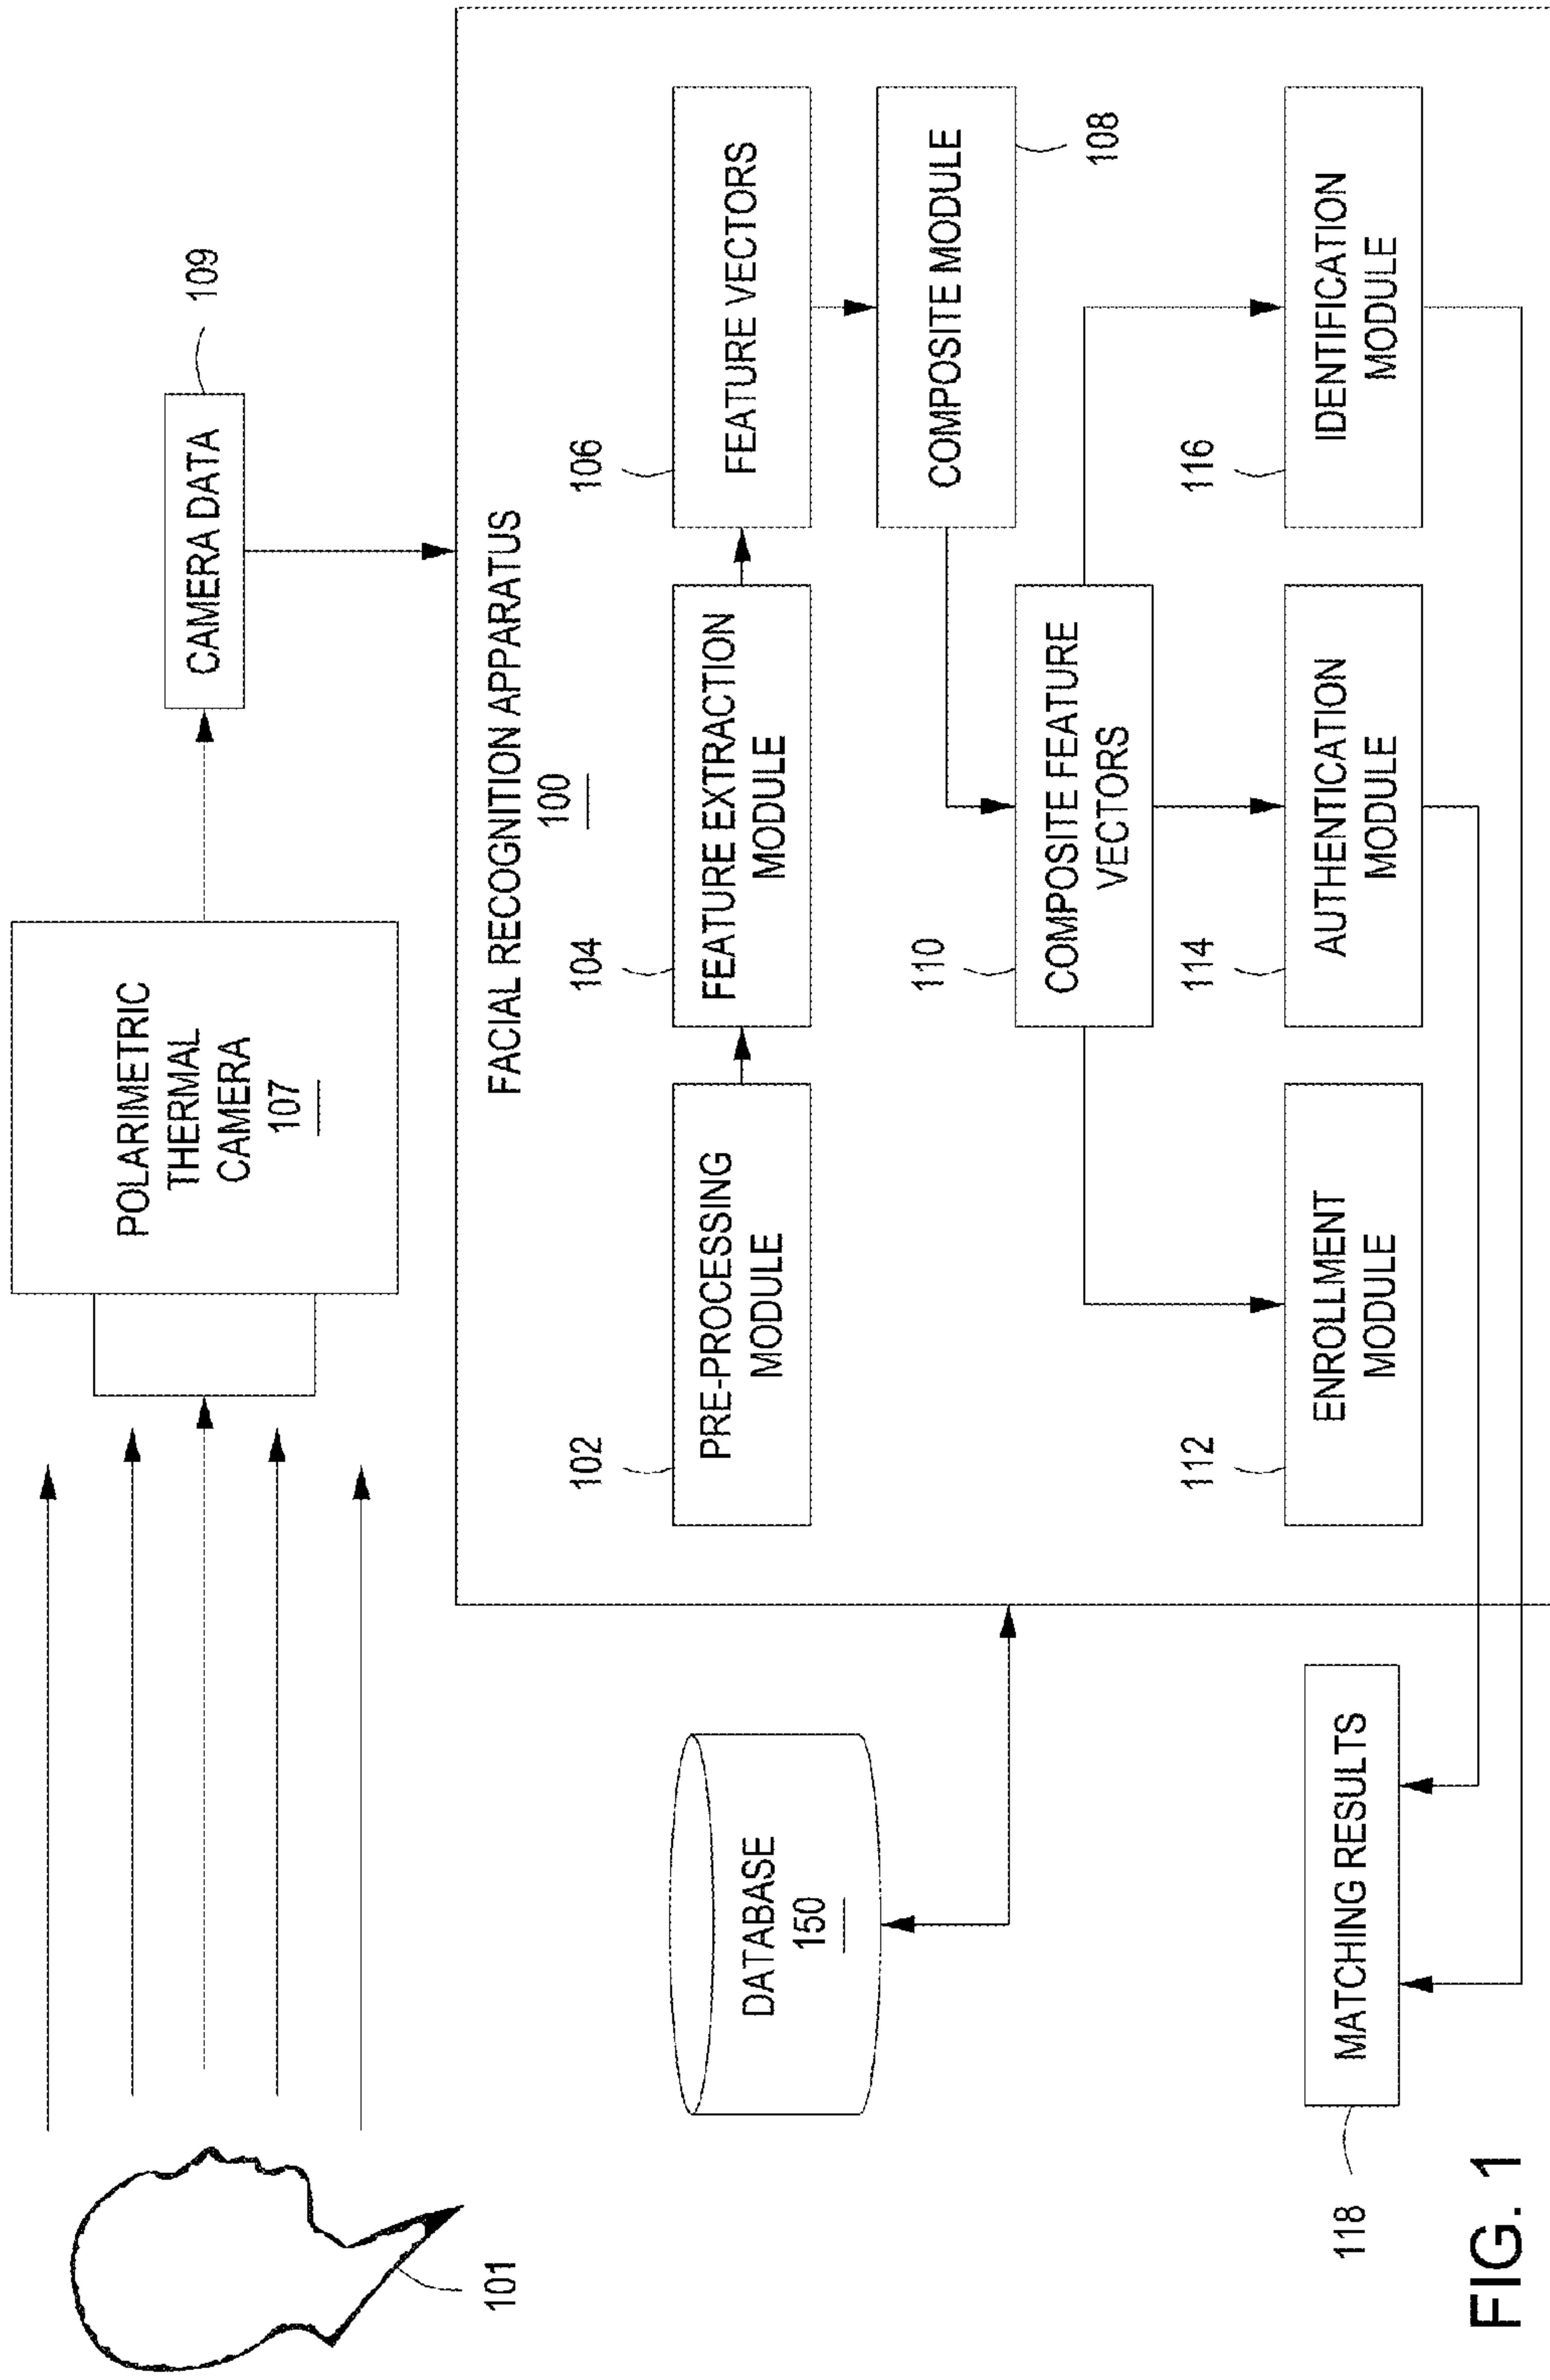 101
POLARIMETRIC
THERMAL
CAMERA
107
CAMERA DATA
109
FACIAL RECOGNITION APPARATUS
100
102
PRE-PROCESSING
MODULE
104
FEATURE EXTRACTION
MODULE
106
FEATURE VECTORS
COMPOSITE MODULE
108
110
COMPOSITE FEATURE
VECTORS
112
ENROLLMENT
MODULE
114
AUTHENTICATION
MODULE
116
IDENTIFICATION
MODULE
DATABASE
150
MATCHING RESULTS
118
FIG. 1